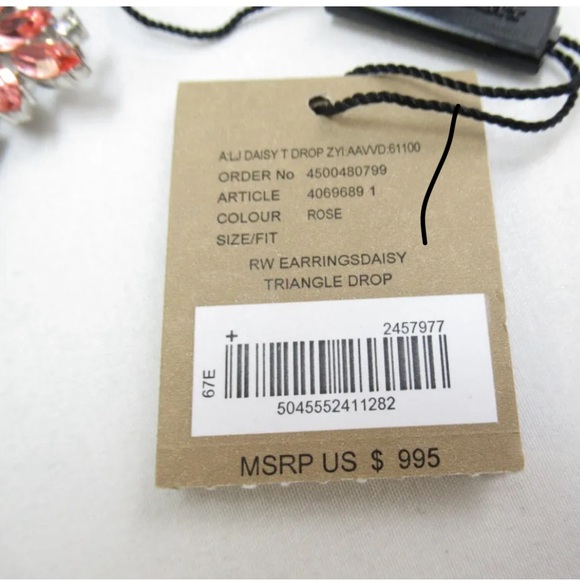 A:LJ DAISY T DROP ZYI:AAVVD:61100
ORDER No 4500480799
ARTICLE 4069689 1
COLOUR ROSE
SIZE/FIT
RW EARRINGSDAISY
TRIANGLE DROP
+ 2457977
67E
5045552411282
MSRP US $ 995